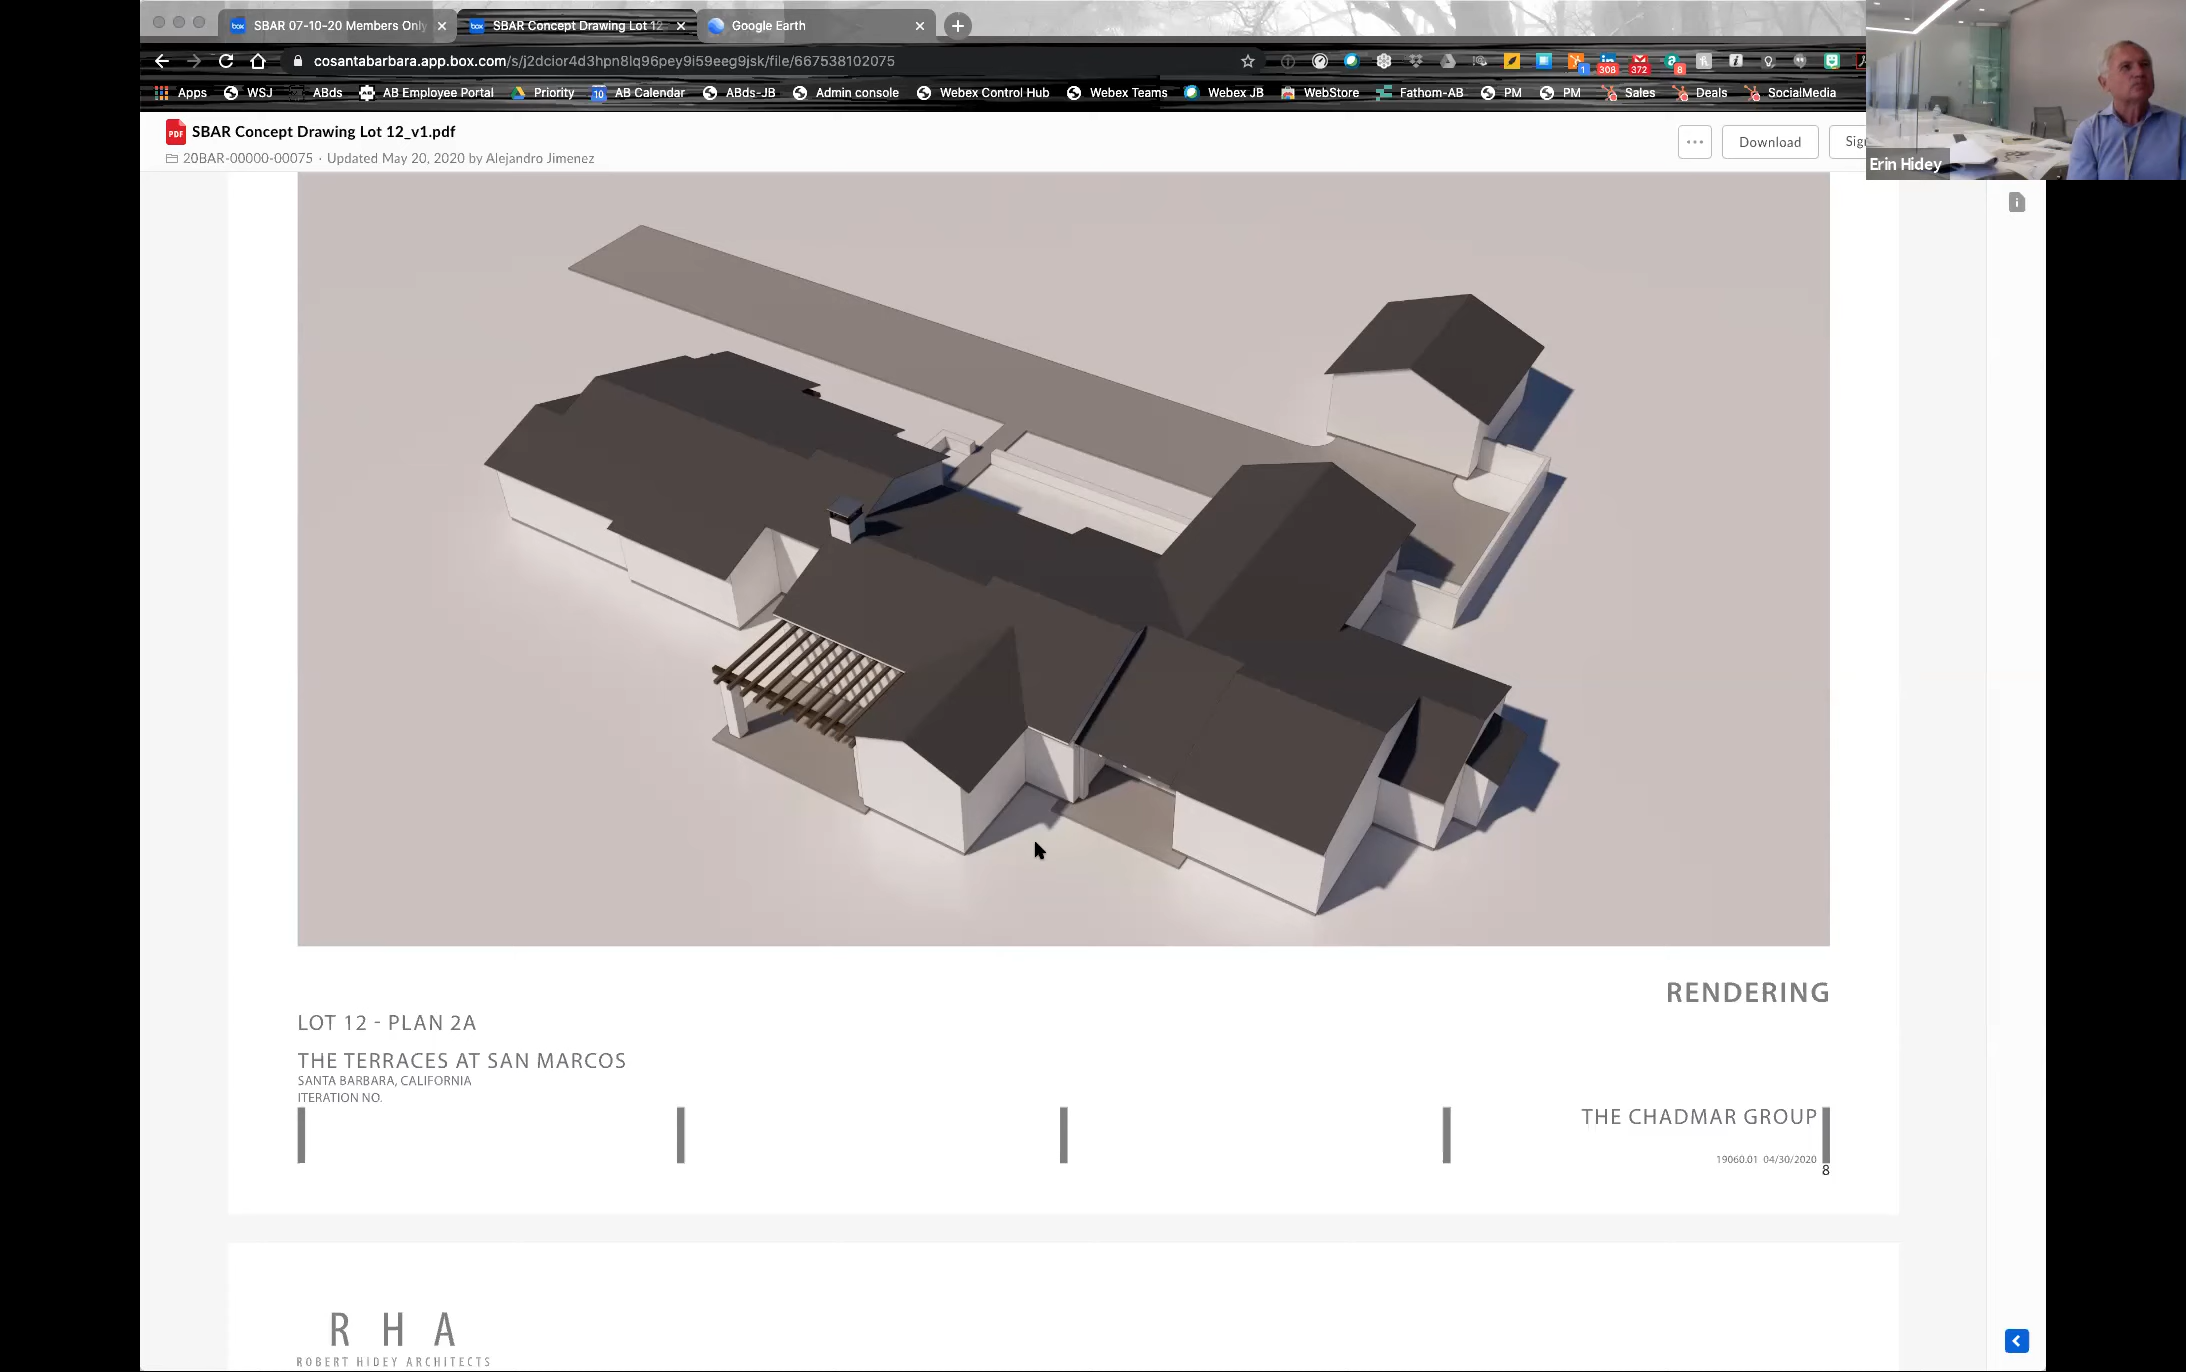 SBAR 07-10-20 Members Only
SBAR Concept Drawing Lot 12
Google Earth
cosantabarbara.app.box.com/s/j2dcior4d3hpn8lq96pey9i59eeg9jsk/file/667538102075
Apps WSJ ABds AB Employee Portal Priority AB Calendar ABds-JB Admin console Webex Control Hub Webex Teams Webex JB WebStore Fathom-AB PM PM Sales Deals SocialMedia
SBAR Concept Drawing Lot 12_v1.pdf
20BAR-00000-00075 · Updated May 20, 2020 by Alejandro Jimenez
Download
Erin Hidey
RENDERING
LOT 12 - PLAN 2A
THE TERRACES AT SAN MARCOS
SANTA BARBARA, CALIFORNIA
ITERATION NO.
THE CHADMAR GROUP
19060.01 04/30/2020
8
R H A
ROBERT HIDEY ARCHITECTS